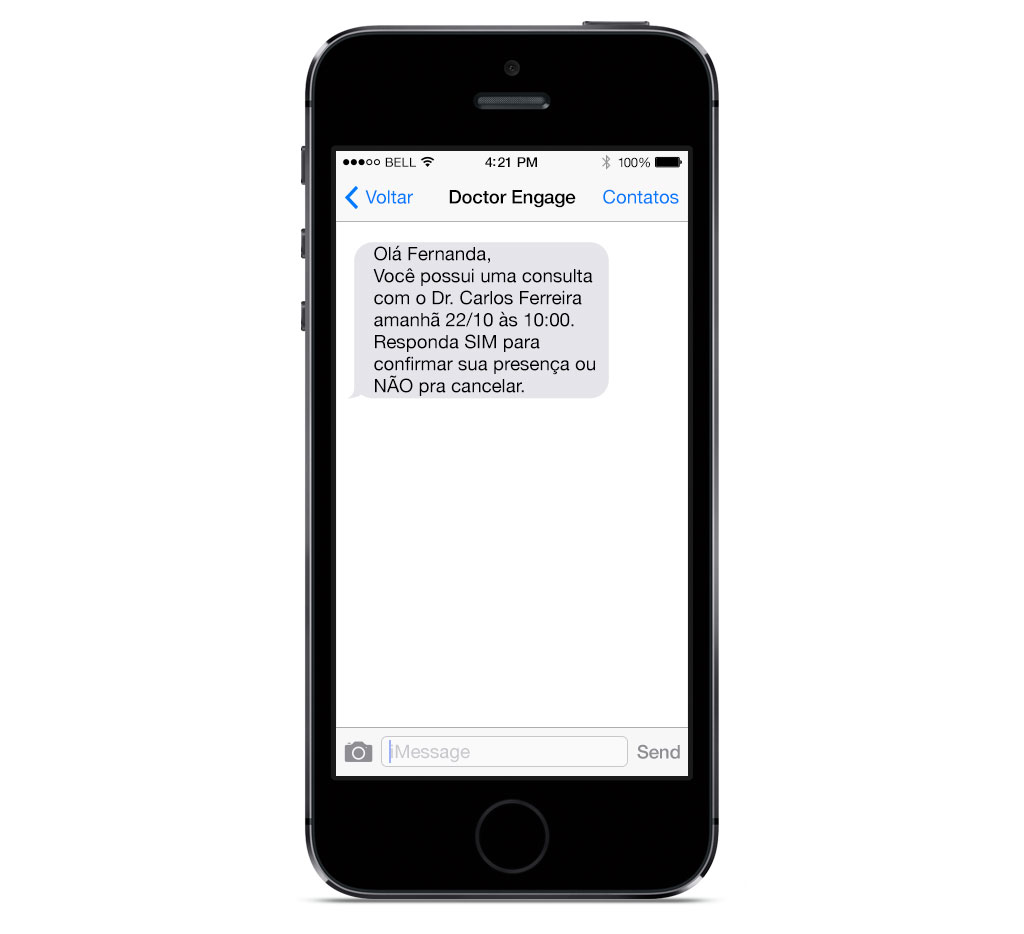 BELL 4:21 PM 100%
Voltar Doctor Engage Contatos
Olá Fernanda,
Você possui uma consulta
com o Dr. Carlos Ferreira
amanhã 22/10 às 10:00.
Responda SIM para
confirmar sua presença ou
NÃO pra cancelar.
iMessage Send